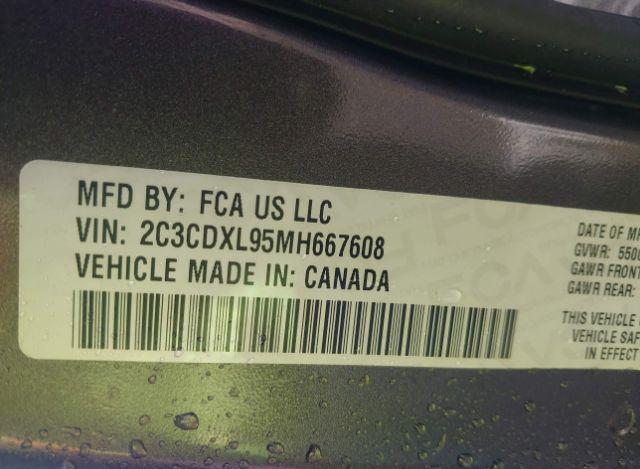 MFD BY: FCA US LLC
VIN: 2C3CDXL95MH667608
VEHICLE MADE IN: CANADA
DATE OF
GVWR:
GAWR FRONT
GAWR REAR:
THIS VEHICLE
VEHICLE
IN EFFECT